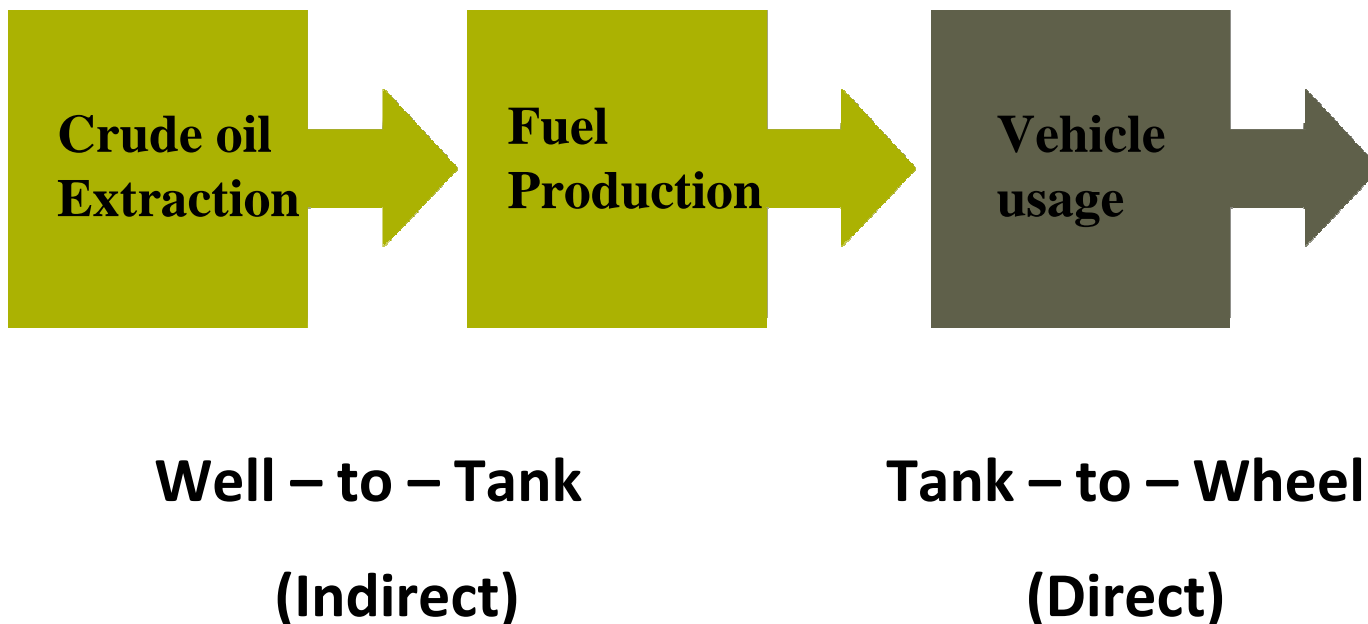 Crude oil
Extraction
Fuel
Production
Vehicle
usage
Well – to – Tank
(Indirect)
Tank – to – Wheel
(Direct)